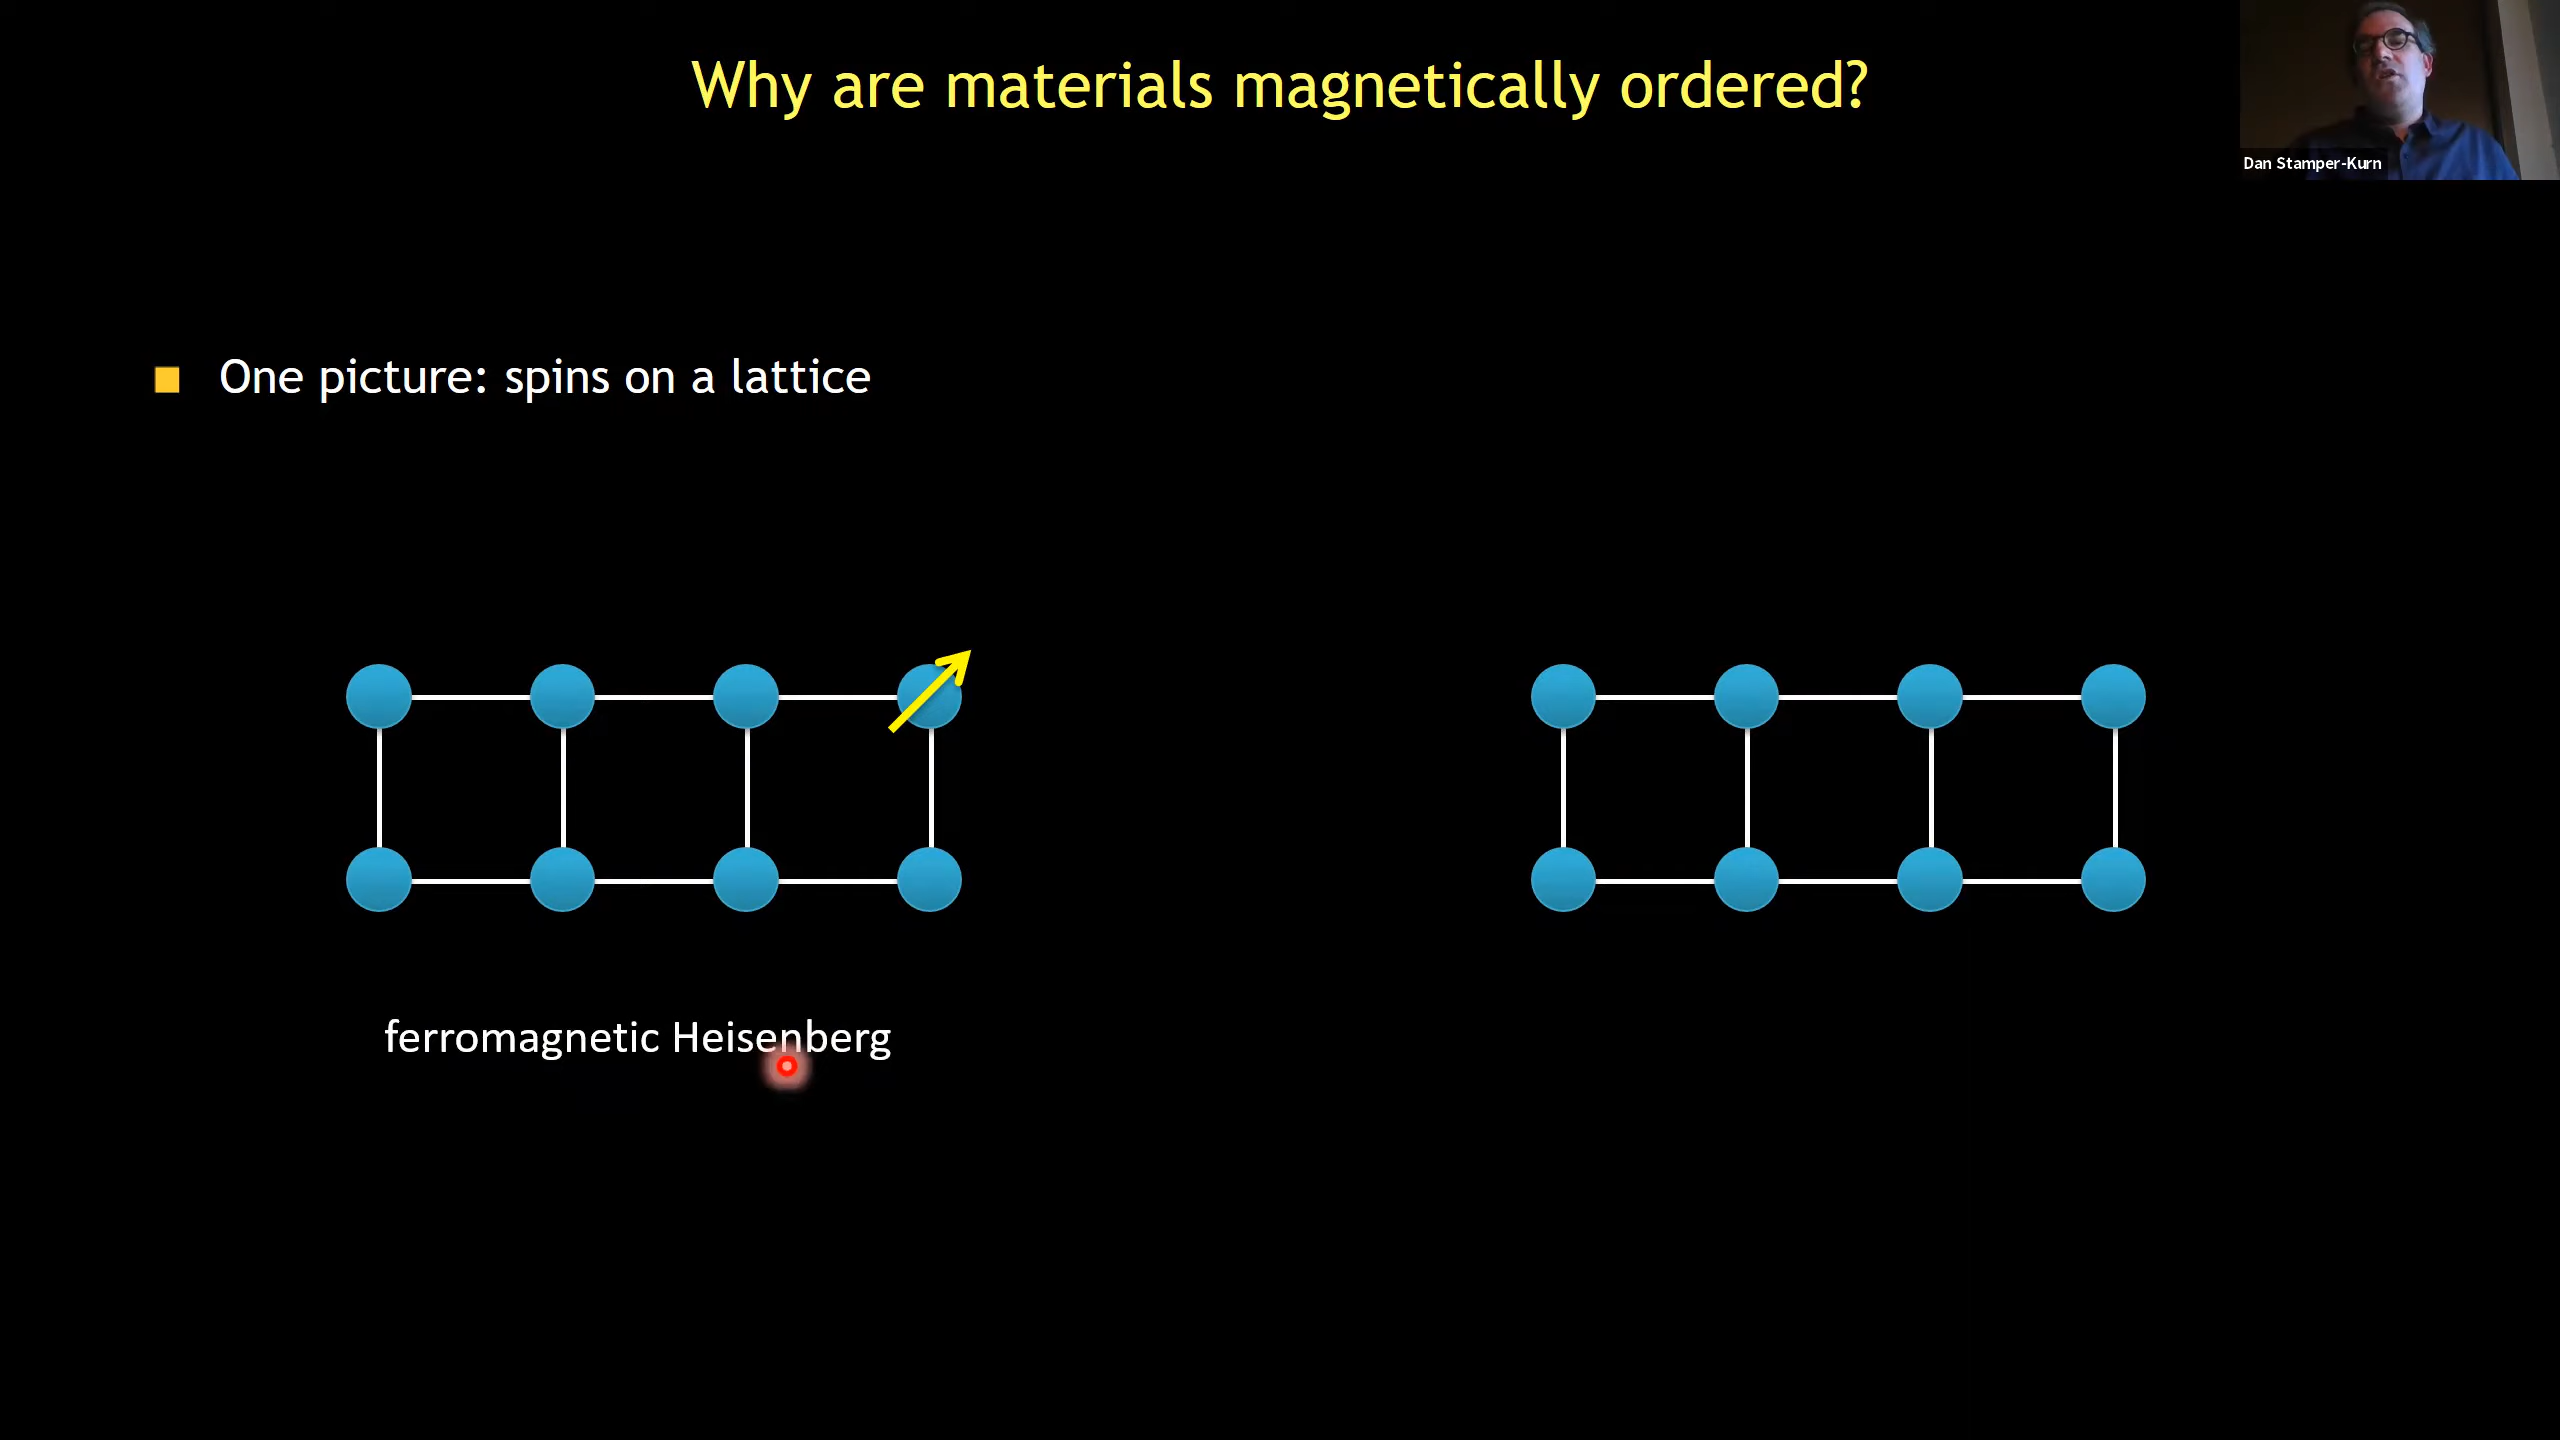 Why are materials magnetically ordered?
Dan Stamper-Kurn
One picture: spins on a lattice
ferromagnetic Heisenberg